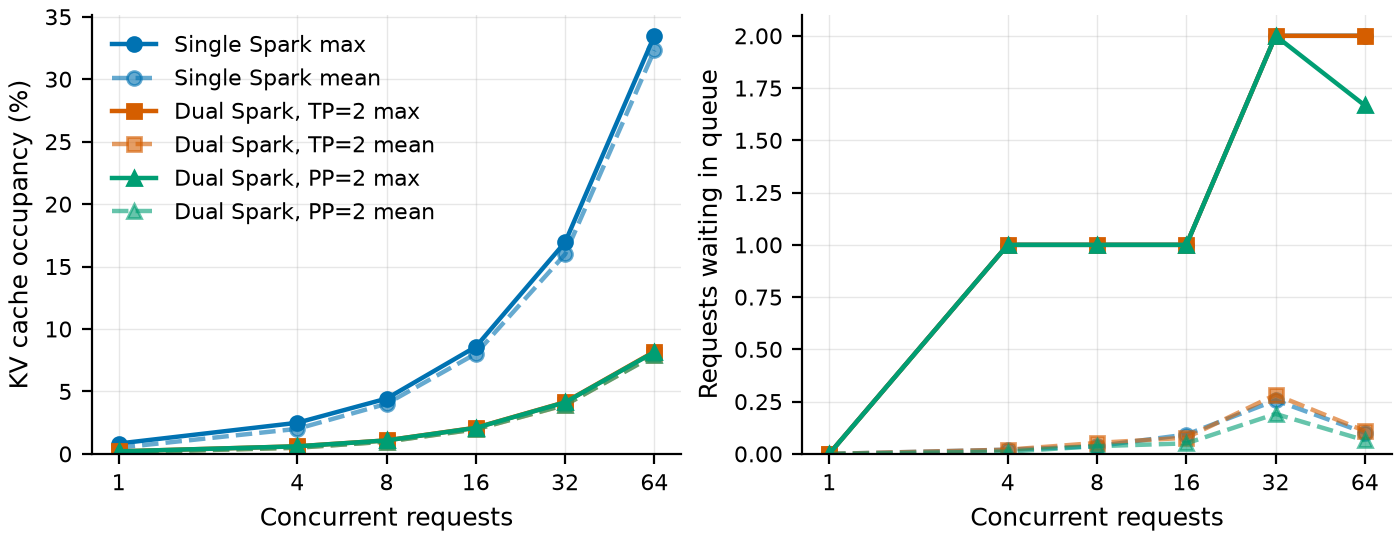 KV cache occupancy (%)
35
30
25
20
15
10
5
0
Single Spark max
Single Spark mean
Dual Spark, TP=2 max
Dual Spark, TP=2 mean
Dual Spark, PP=2 max
Dual Spark, PP=2 mean
1 4 8 16 32 64
Concurrent requests
Requests waiting in queue
2.00
1.75
1.50
1.25
1.00
0.75
0.50
0.25
0.00
1 4 8 16 32 64
Concurrent requests